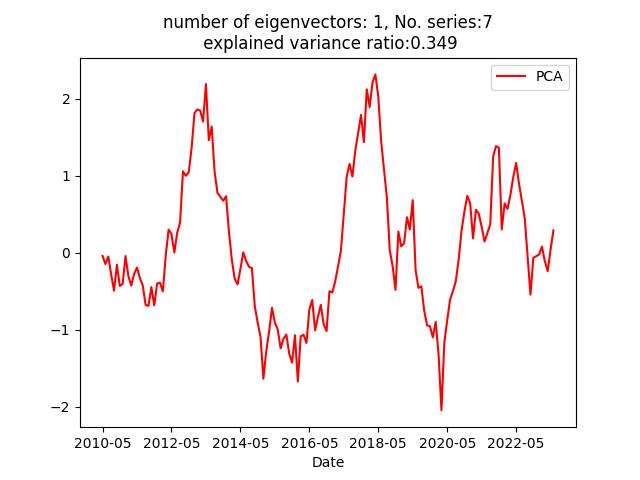 number of eigenvectors: 1, No. series:7
explained variance ratio:0.349
PCA
2
1
0
−1
−2
2010-05 2012-05 2014-05 2016-05 2018-05 2020-05 2022-05
Date